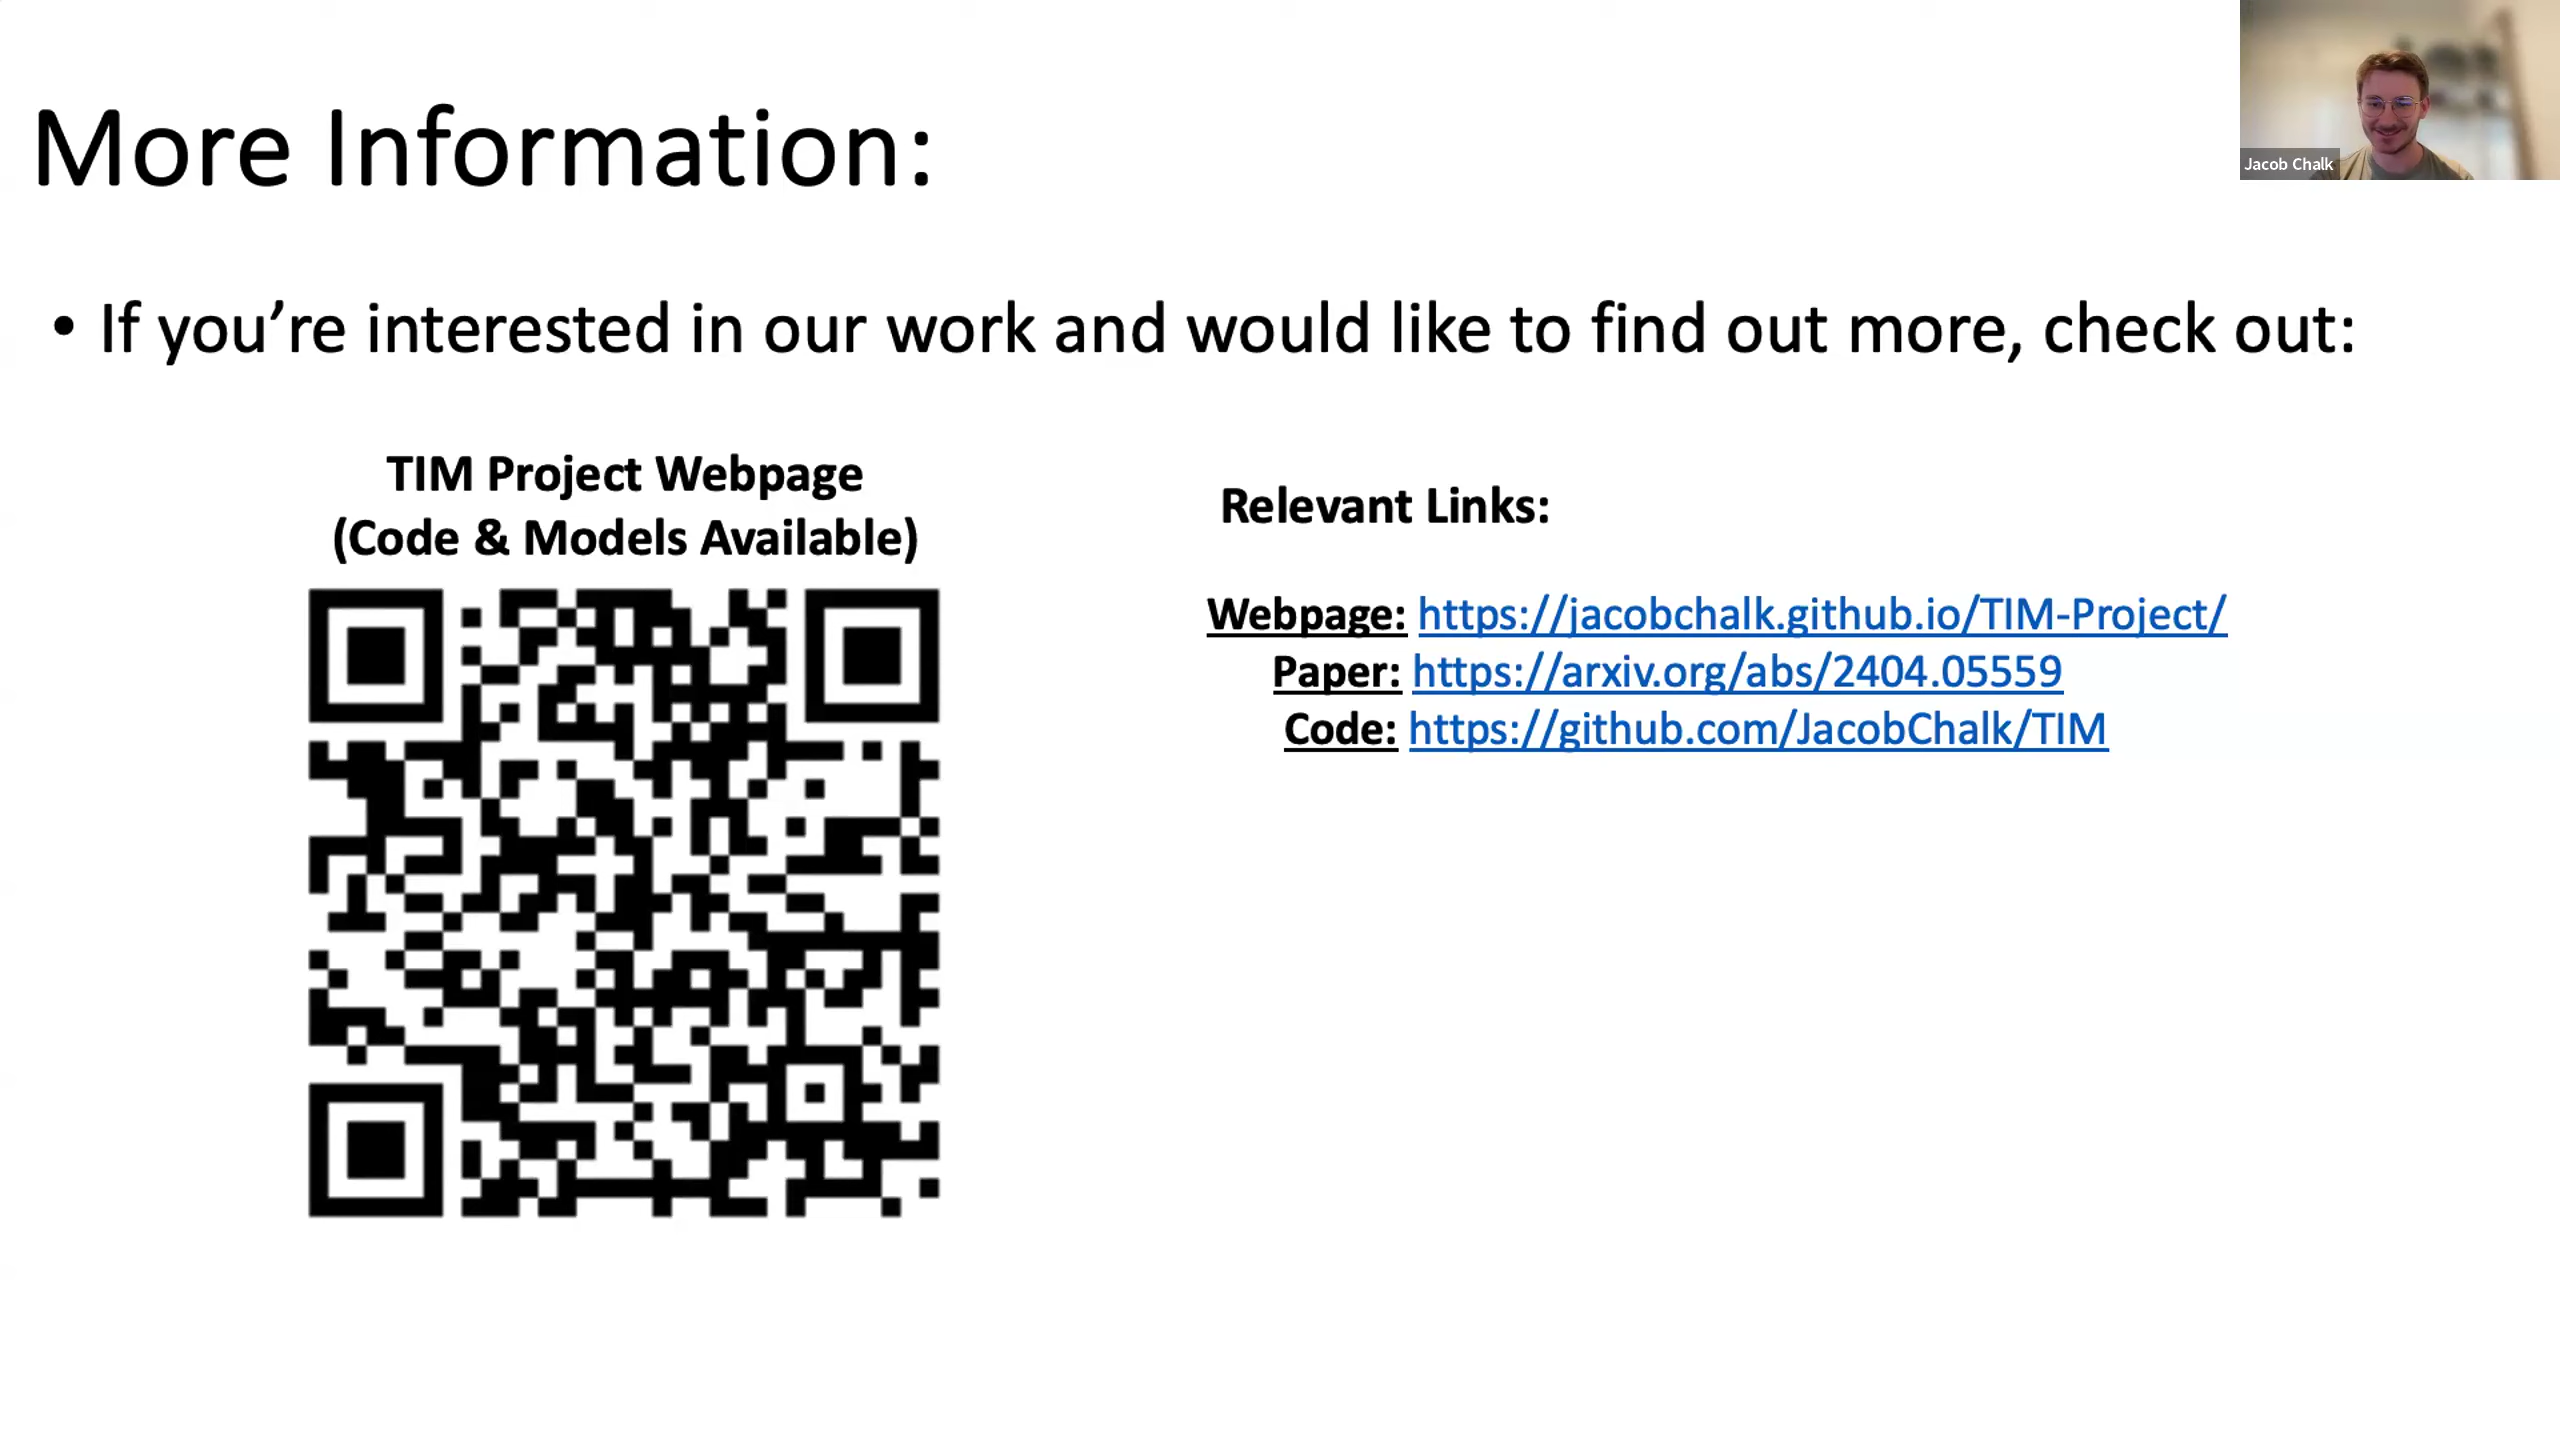 More Information:
Jacob Chalk
• If you’re interested in our work and would like to find out more, check out:
TIM Project Webpage
(Code & Models Available)
Relevant Links:
Webpage: https://jacobchalk.github.io/TIM-Project/
Paper: https://arxiv.org/abs/2404.05559
Code: https://github.com/JacobChalk/TIM